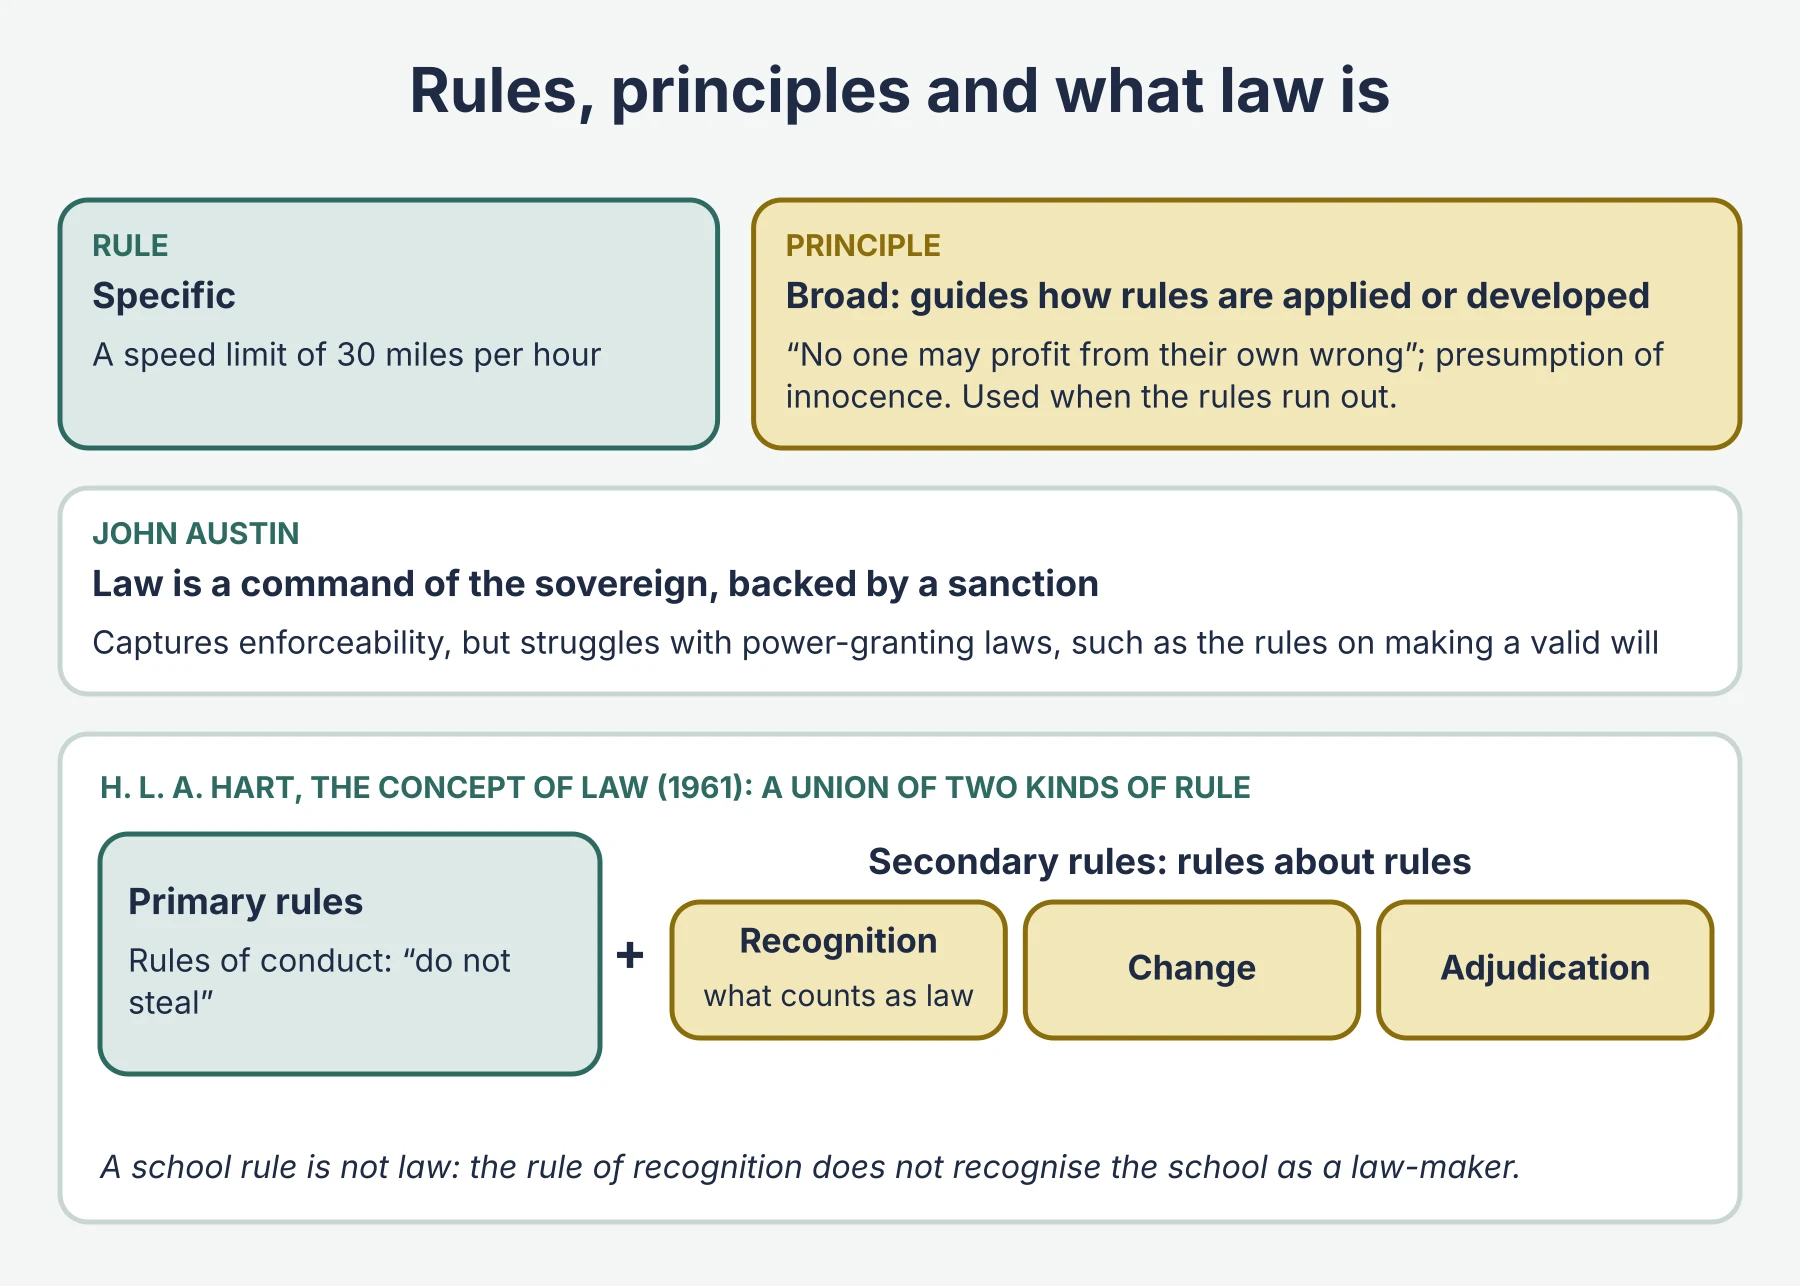 Rules, principles and what law is
RULE
Specific
A speed limit of 30 miles per hour
PRINCIPLE
Broad: guides how rules are applied or developed
“No one may profit from their own wrong”; presumption of
innocence. Used when the rules run out.
JOHN AUSTIN
Law is a command of the sovereign, backed by a sanction
Captures enforceability, but struggles with power-granting laws, such as the rules on making a valid will
H. L. A. HART, THE CONCEPT OF LAW (1961): A UNION OF TWO KINDS OF RULE
Primary rules
Rules of conduct: “do not
steal”
+
Secondary rules: rules about rules
Recognition
what counts as law
Change
Adjudication
A school rule is not law: the rule of recognition does not recognise the school as a law-maker.